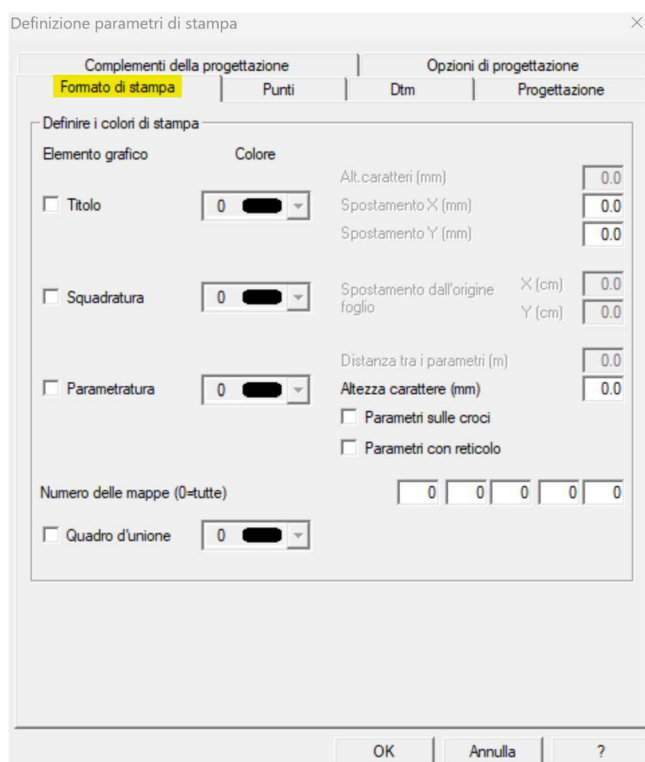 Definizione parametri di stampa
Complementi della progettazione Opzioni di progettazione
Formato di stampa Punti Dtm Progettazione
Definire i colori di stampa
Elemento grafico Colore
Alt.caratteri (mm) 0.0
Titolo 0 Spostamento X (mm) 0.0
Spostamento Y (mm) 0.0
Squadratura 0 Spostamento dall'origine foglio X (cm) 0.0
Y (cm) 0.0
Distanza tra i parametri (m) 0.0
Parametratura 0 Altezza carattere (mm) 0.0
Parametri sulle croci
Parametri con reticolo
Numero delle mappe (0=tutte) 0 0 0 0 0
Quadro d'unione 0
OK Annulla ?